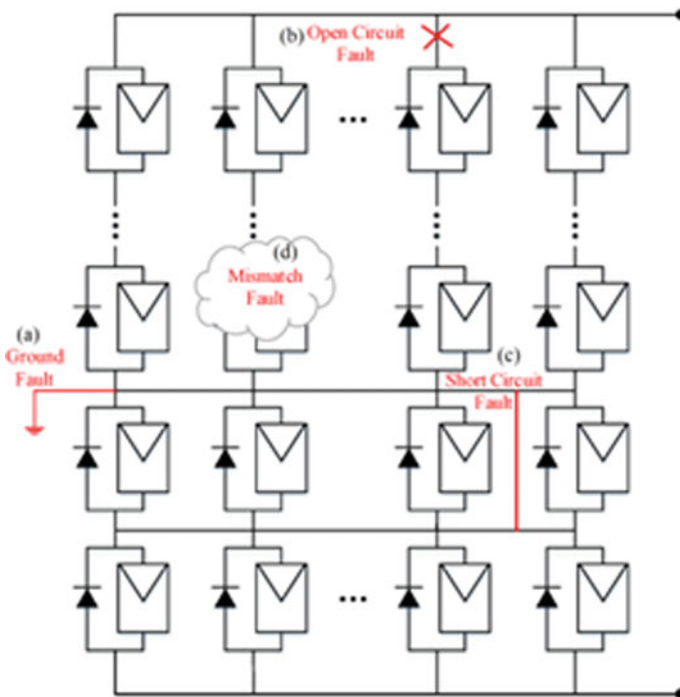 (b) Open Circuit
Fault
(d)
Mismatch
Fault
(a)
Ground
Fault
(c)
Short Circuit
Fault